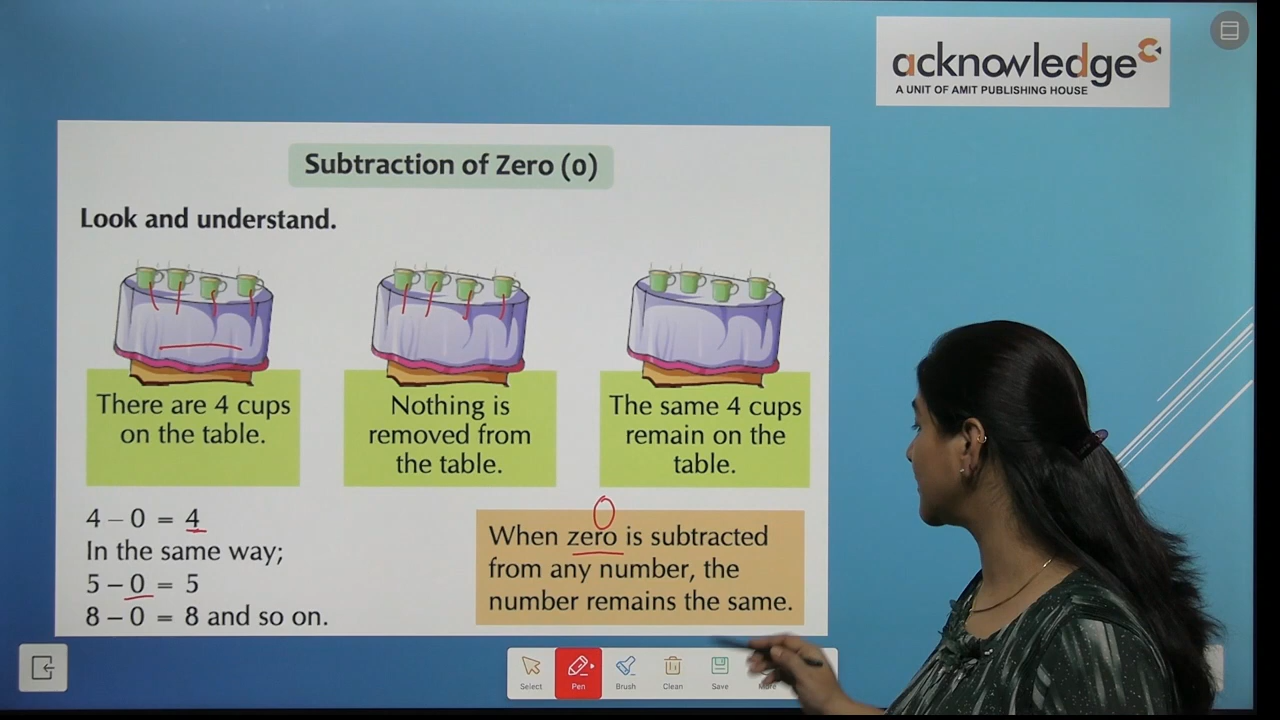 acknowledge
A UNIT OF AMIT PUBLISHING HOUSE
Subtraction of Zero (0)
Look and understand.
There are 4 cups
on the table.
Nothing is
removed from
the table.
The same 4 cups
remain on the
table.
4 – 0 = 4
In the same way;
5 – 0 = 5
8 – 0 = 8 and so on.
0
When zero is subtracted
from any number, the
number remains the same.
Select
Pen
Brush
Clean
Save
More